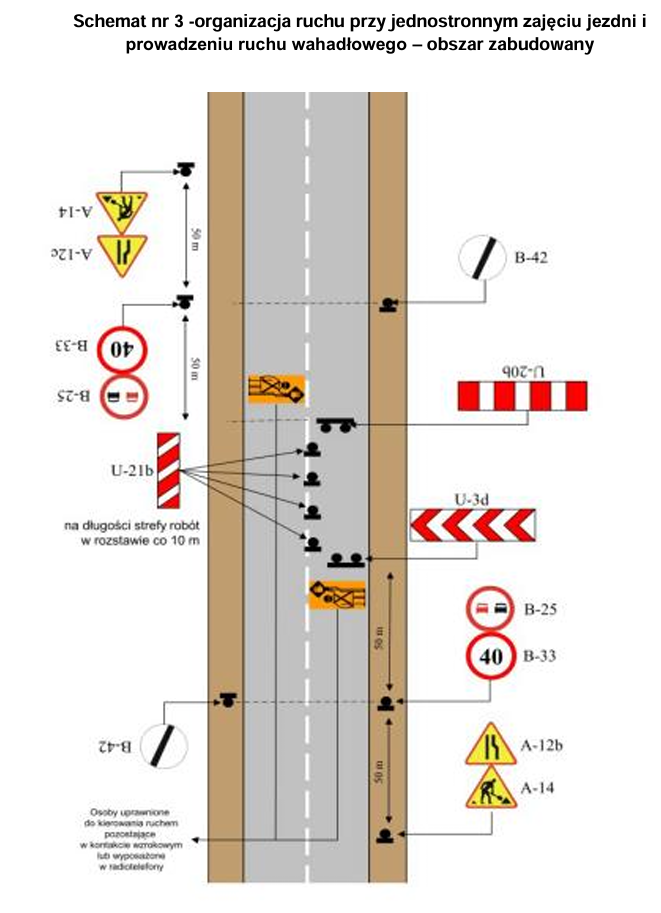 Schemat nr 3 -organizacja ruchu przy jednostronnym zajęciu jezdni i
prowadzeniu ruchu wahadłowego – obszar zabudowany
A-14
A-12c
50 m
B-42
B-33
40
B-25
50 m
U-20b
U-21b
na długości strefy robót
w rozstawie co 10 m
U-3d
B-25
40
B-33
50 m
B-42
A-12b
A-14
50 m
Osoby uprawnione
do kierowania ruchem
pozostające
w kontakcie wzrokowym
lub wyposażone
w radiotelefony